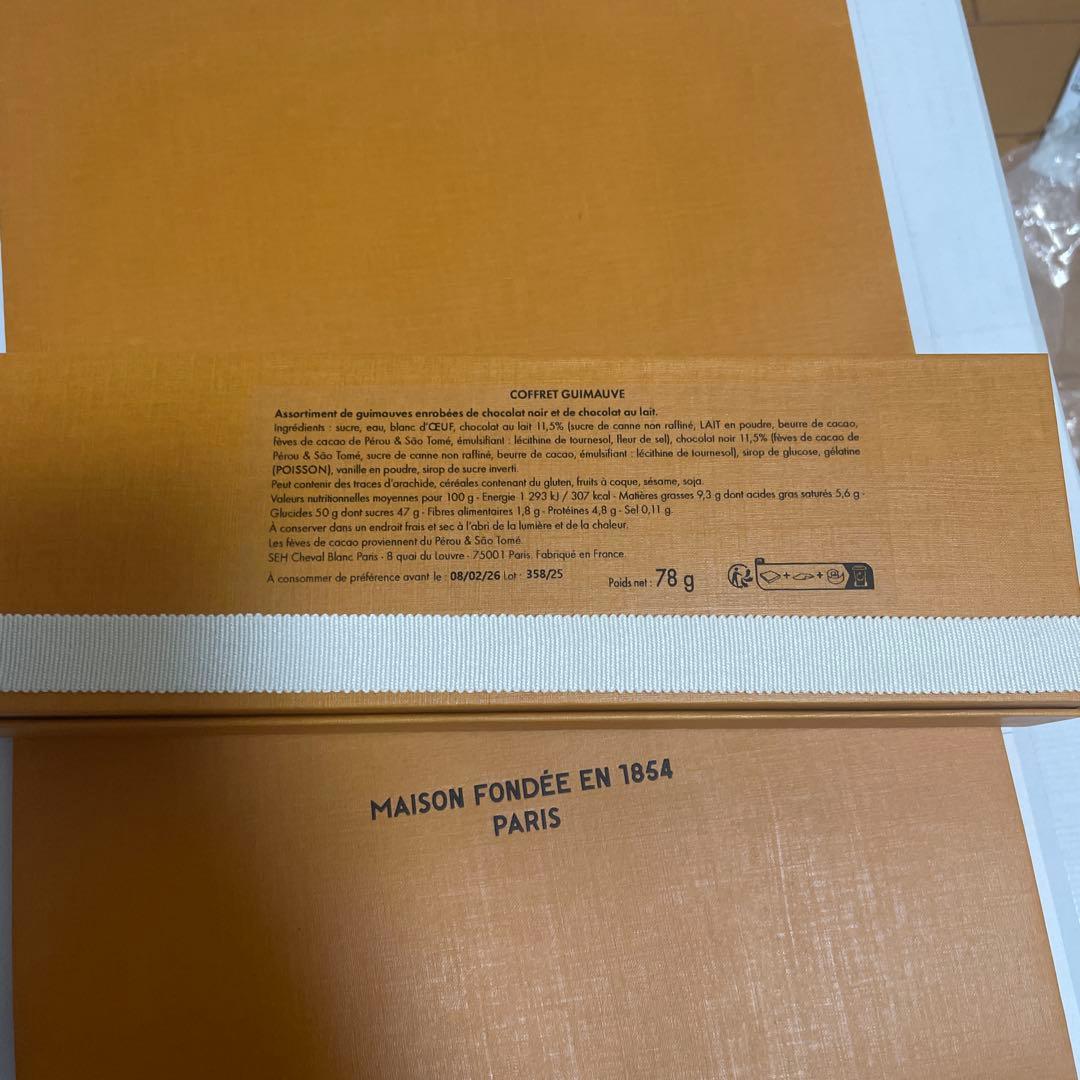 COFFRET GUIMAUVE
Assortiment de guimauves enrobées de chocolat noir et de chocolat au lait.
Ingrédients : sucre, eau, blanc d'ŒUF, chocolat au lait 11,5% (sucre de canne non raffiné, LAIT en poudre, beurre de cacao,
fèves de cacao de Pérou & São Tomé, émulsifiant : lécithine de tournesol, fleur de sel), chocolat noir 11,5% (fèves de cacao de
Pérou & São Tomé, sucre de canne non raffiné, beurre de cacao, émulsifiant : lécithine de tournesol), sirop de glucose, gélatine
(POISSON), vanille en poudre, sirop de sucre inverti.
Peut contenir des traces d'arachide, céréales contenant du gluten, fruits à coque, sésame, soja.
Valeurs nutritionnelles moyennes pour 100 g - Energie 1 293 kJ / 307 kcal - Matières grasses 9,3 g dont acides gras saturés 5,6 g -
Glucides 50 g dont sucres 47 g - Fibres alimentaires 1,8 g - Protéines 4,8 g - Sel 0,11 g
À conserver dans un endroit frais et sec à l'abri de la lumière et de la chaleur.
Les fèves de cacao proviennent du Pérou & São Tomé.
SEH Cheval Blanc Paris - 8 quai du Louvre - 75001 Paris. Fabriqué en France.
À consommer de préférence avant le : 08/02/26 Lot : 358/25
Poids net : 78 g
MAISON FONDÉE EN 1854
PARIS